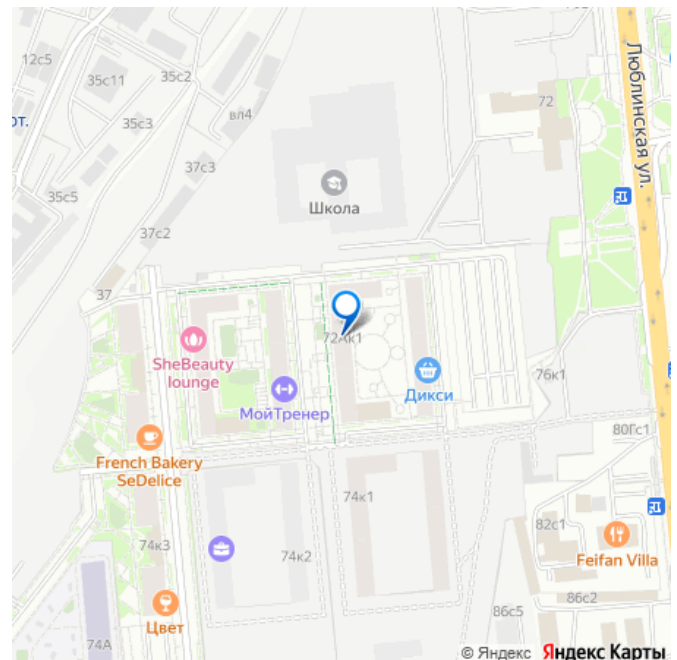 12с5
35с11
35с2
72
Люблинская ул.
от.
35с3
вл4
37с3
35с5
Школа
37с2
37
72Ак1
SheBeauty
lounge
МойТренер
Дикси
76к1
80Гс1
French Bakery
SeDelice
74к1
74к3
74к2
82с1
Feifan Villa
86с5
86с2
Цвет
74А
© Яндекс Яндекс Карты